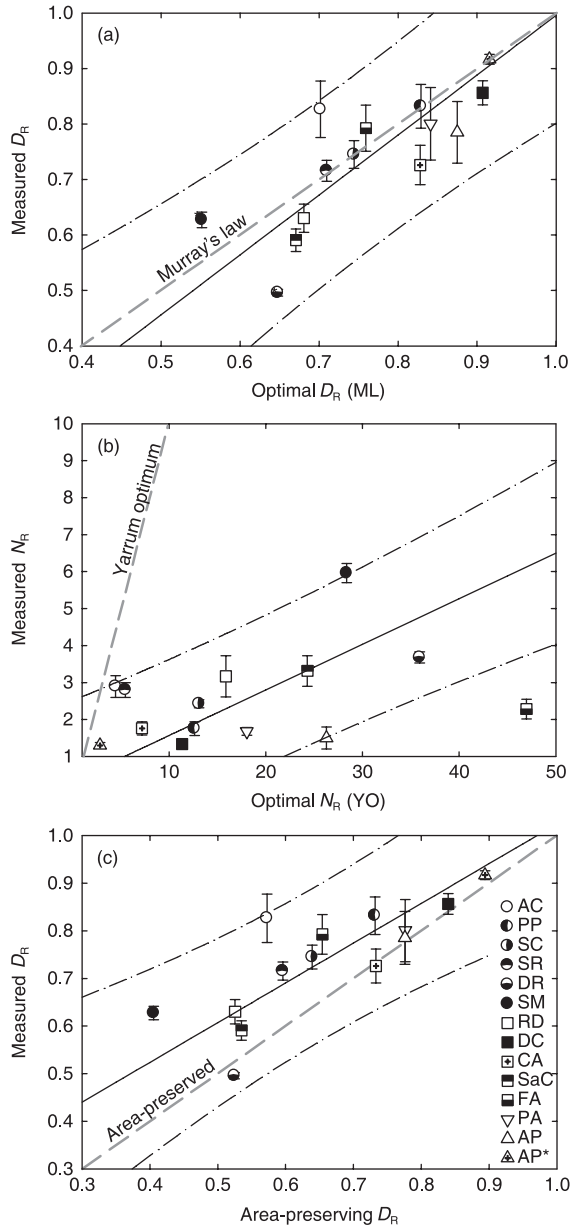 (a)
Measured D_R
1.0
0.9
0.8
0.7
0.6
0.5
0.4
Murray's law
0.4 0.5 0.6 0.7 0.8 0.9 1.0
Optimal D_R (ML)
(b)
Measured N_R
10
9
8
7
6
5
4
3
2
1
Yarrum optimum
10 20 30 40 50
Optimal N_R (YO)
(c)
Measured D_R
1.0
0.9
0.8
0.7
0.6
0.5
0.4
0.3
Area-preserved
AC
PP
SC
SR
DR
SM
RD
DC
CA
SaC
FA
PA
AP
AP*
0.3 0.4 0.5 0.6 0.7 0.8 0.9 1.0
Area-preserving D_R